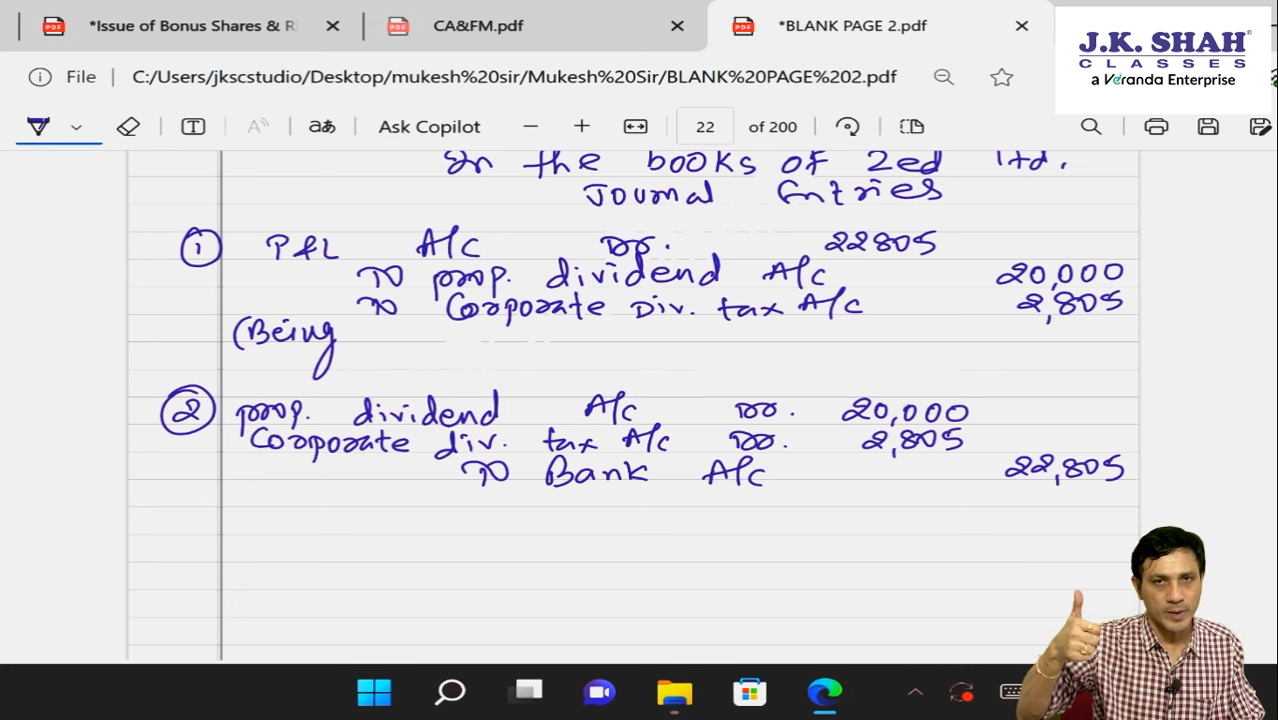 *Issue of Bonus Shares & Ri
CA&FM.pdf
*BLANK PAGE 2.pdf
J.K. SHAH®
CLASSES
a Veranda Enterprise
File C:/Users/jkscstudio/Desktop/mukesh%20sir/Mukesh%20Sir/BLANK%20PAGE%202.pdf
Ask Copilot 22 of 200
In the books of Zed Ltd.
Journal Entries
① P&L A/c Dr. 22805
To prop. dividend A/c 20,000
To Corporate Div. tax A/c 2,805
(Being
② prop. dividend A/c Dr. 20,000
Corporate div. tax A/c Dr. 2,805
To Bank A/c 22,805